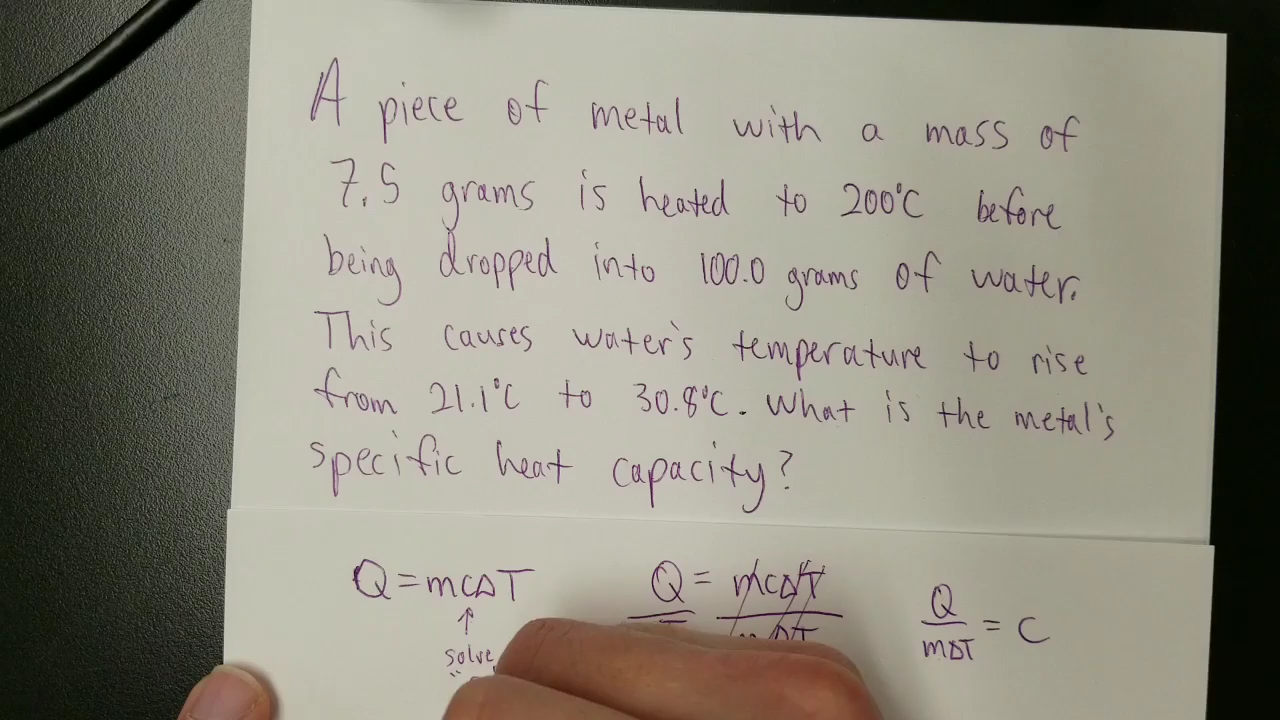 A piece of metal with a mass of
7.5 grams is heated to 200°C before
being dropped into 100.0 grams of water.
This causes water's temperature to rise
from 21.1°C to 30.8°C. What is the metal's
specific heat capacity?
Q = mcΔT
↑
solve
Q = mcΔT
mΔT
Q
mΔT = C